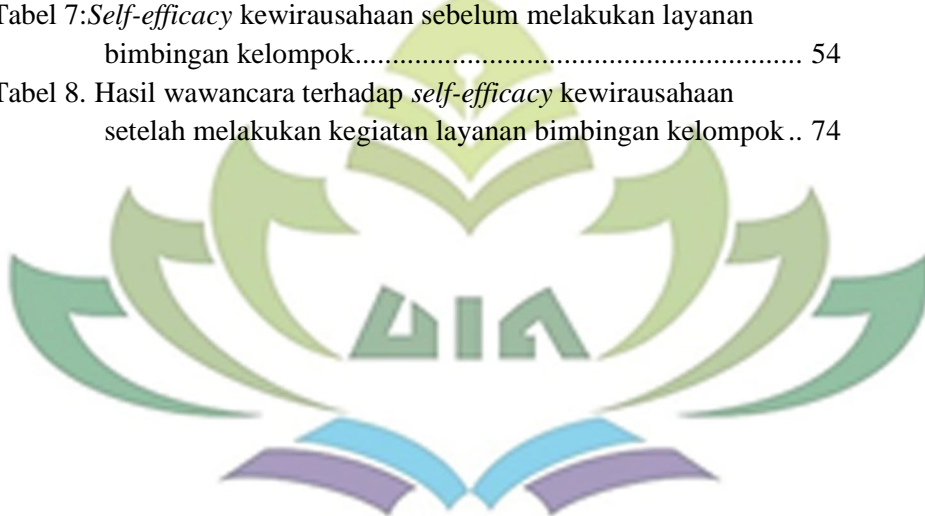 Tabel 7:Self-efficacy kewirausahaan sebelum melakukan layanan
bimbingan kelompok............................................................ 54
Tabel 8. Hasil wawancara terhadap self-efficacy kewirausahaan
setelah melakukan kegiatan layanan bimbingan kelompok .. 74
UIN